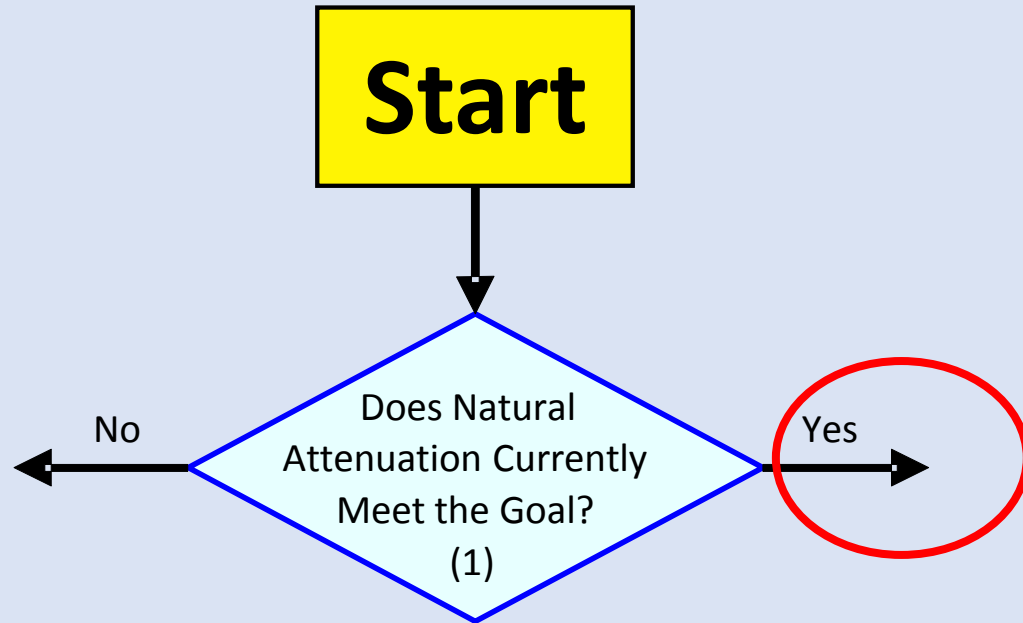 Start
Does Natural
Attenuation Currently
Meet the Goal?
(1)
No
Yes